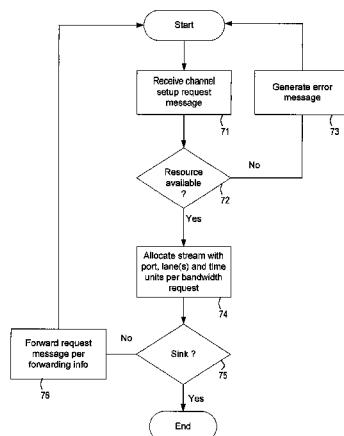 Start
Receive channel
setup request
message
71
Generate error
message
73
Resource
available
?
72
No
Yes
Allocate stream with
port, lane(s) and time
units per bandwidth
request
74
Forward request
message per
forwarding info
76
No
Sink ?
75
Yes
End